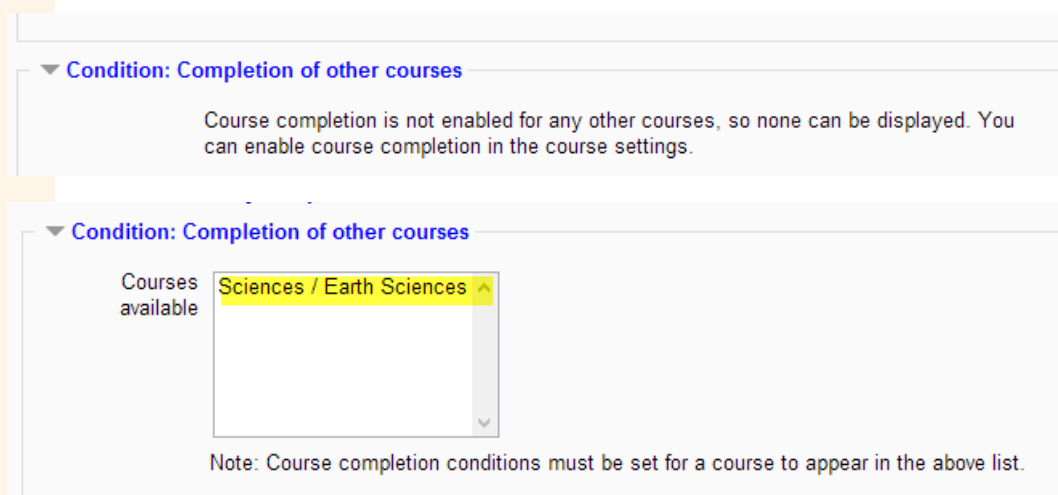 Condition: Completion of other courses
Course completion is not enabled for any other courses, so none can be displayed. You
can enable course completion in the course settings.
Condition: Completion of other courses
Courses
available
Sciences / Earth Sciences
Note: Course completion conditions must be set for a course to appear in the above list.